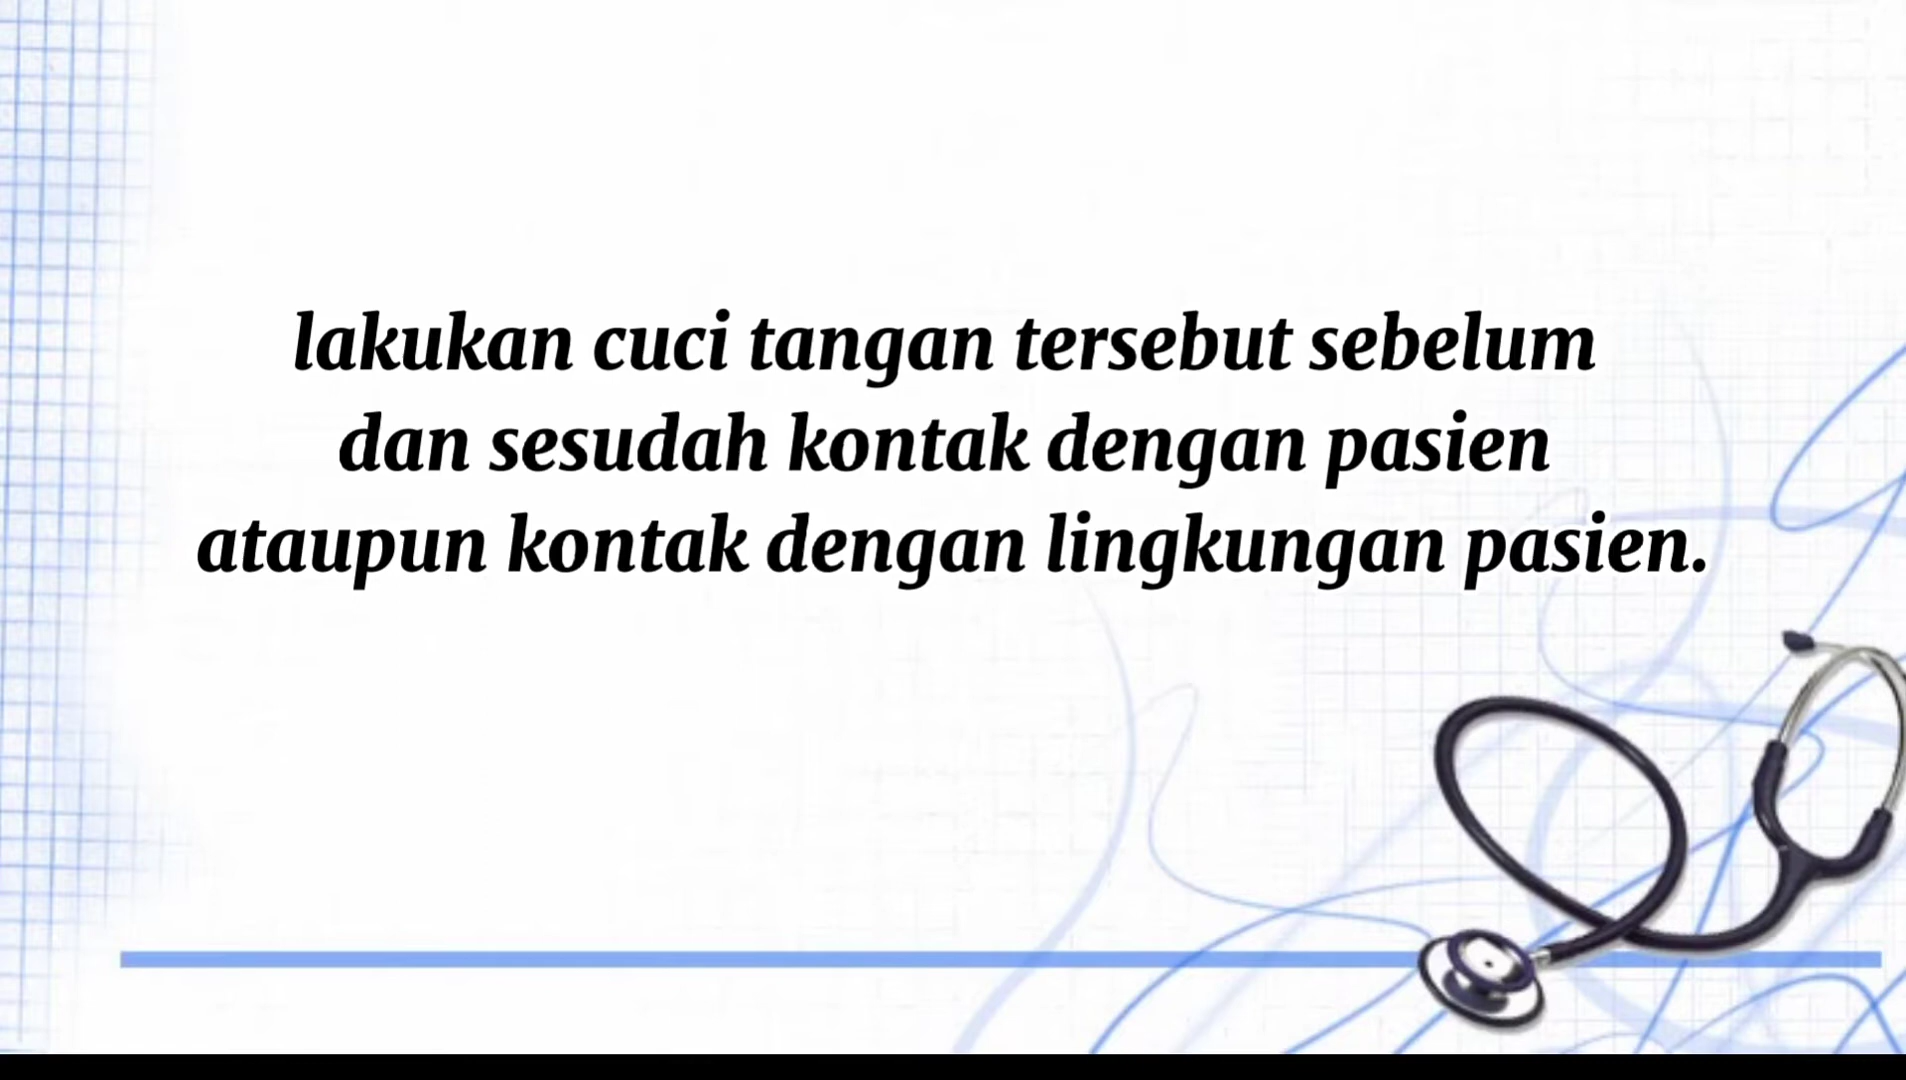 lakukan cuci tangan tersebut sebelum
dan sesudah kontak dengan pasien
ataupun kontak dengan lingkungan pasien.